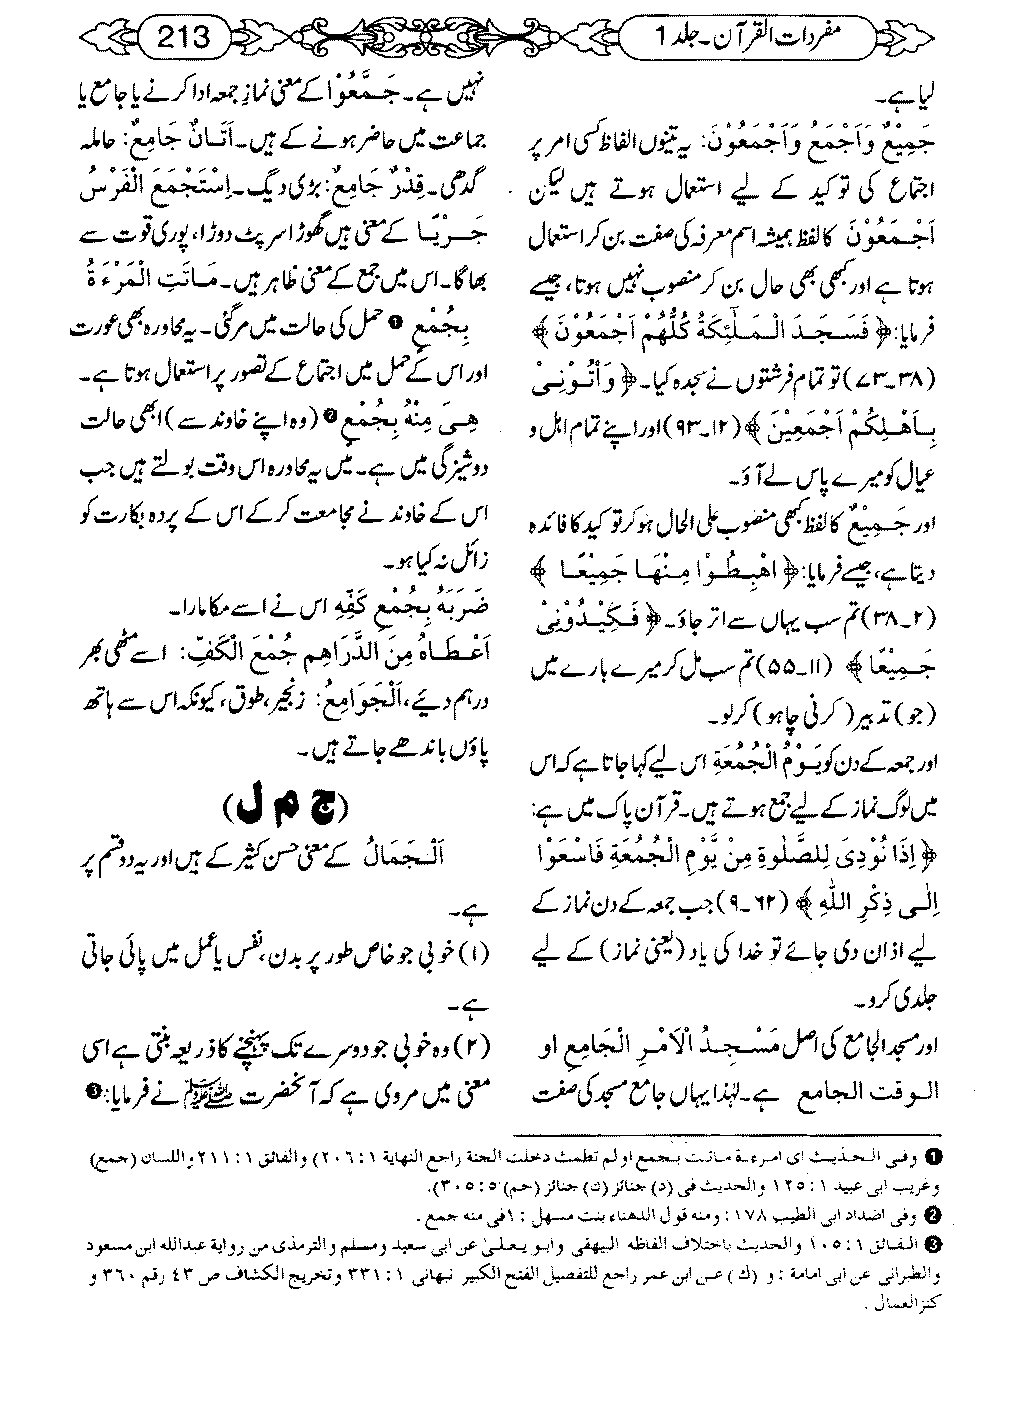 مفردات القرآن۔جلد 1
213
لیا ہے۔
جَمِیْعٌ وَاَجْمَعُ وَاَجْمَعُوْنَ: یہ تینوں الفاظ کسی امر پر
اجتماع کی تو کید کے لیے استعمال ہوتے ہیں لیکن
اَجْمَعُوْنَ کا لفظ ہمیشہ اسم معرفہ کی صفت بن کر استعمال
ہوتا ہے اور کبھی بھی حال بن کر منصوب نہیں ہوتا، جیسے
فرمایا: ﴿فَسَجَدَ الْمَلٰٓئِكَةُ كُلُّهُمْ اَجْمَعُوْنَ﴾
(۳۸۔۷۳) تو تمام فرشتوں نے سجدہ کیا۔ ﴿وَأْتُوْنِیْ
بِاَهْلِكُمْ اَجْمَعِیْنَ﴾ (۱۲۔۹۳) اور اپنے تمام اہل و
عیال کو میرے پاس لے آؤ۔
اور جَمِیْعٌ کا لفظ کبھی منصوب علی الحال ہو کر تو کید کا فائدہ
دیتا ہے، جیسے فرمایا: ﴿اهْبِطُوْا مِنْهَا جَمِیْعًا﴾
(۲۔۳۸) تم سب یہاں سے اتر جاؤ۔ ﴿فَكِیْدُوْنِیْ
جَمِیْعًا﴾ (۱۱۔۵۵) تم سب مل کر میرے بارے میں
(جو) تدبیر (کرنی چاہو) کرلو۔
اور جمعہ کے دن کو یَوْمُ الْجُمُعَةِ اس لیے کہا جاتا ہے کہ اس
میں لوگ نماز کے لیے جمع ہوتے ہیں۔ قرآن پاک میں ہے:
﴿اِذَا نُوْدِیَ لِلصَّلٰوةِ مِنْ یَّوْمِ الْجُمُعَةِ فَاسْعَوْا
اِلٰى ذِكْرِ اللّٰهِ﴾ (۶۲۔۹) جب جمعہ کے دن نماز کے
لیے اذان دی جائے تو خدا کی یاد (یعنی نماز) کے لیے
جلدی کرو۔
اور مسجد الجامع کی اصل مَسْجِدُ الْاَمْرِ الْجَامِعِ او
الوقت الجامع ہے۔ لہٰذا یہاں جامع مسجد کی صفت
نہیں ہے۔ جَمَّعُوْا کے معنی نماز جمعہ ادا کرنے یا جامع یا
جماعت میں حاضر ہونے کے ہیں۔ اَتَانٌ جَامِعٌ: حاملہ
گدھی۔ قِدْرٌ جَامِعٌ: بڑی دیگ۔ اِسْتَجْمَعَ الْفَرَسُ
جَرْیًا کے معنی ہیں گھوڑا سرپٹ دوڑا، پوری قوت سے
بھاگا۔ اس میں جمع کے معنی ظاہر ہیں۔ مَاتَتِ الْمَرْءَةُ
بِجُمْعٍ ❶ حمل کی حالت میں مرگئی۔ یہ محاورہ بھی عورت
اور اس کے حمل میں اجتماع کے تصور پر استعمال ہوتا ہے۔
هِیَ مِنْهُ بِجُمْعٍ ❷ (وہ اپنے خاوند سے) ابھی حالت
دوشیزگی میں ہے۔ میں یہ محاورہ اس وقت بولتے ہیں جب
اس کے خاوند نے مجامعت کر کے اس کے پردہ بکارت کو
زائل نہ کیا ہو۔
ضَرَبَهٗ بِجُمْعِ كَفِّهٖ اس نے اسے مکا مارا۔
اَعْطَاهُ مِنَ الدَّرَاهِمِ جُمْعَ الْكَفِّ: اسے مٹھی بھر
درہم دیئے، اَلْجَوَامِعُ: زنجیر، طوق، کیونکہ اس سے ہاتھ
پاؤں باندھے جاتے ہیں۔
(ج م ل)
اَلْجَمَالُ کے معنی حسن کثیر کے ہیں اور یہ دو قسم پر
ہے۔
(۱) خوبی جو خاص طور پر بدن، نفس یا عمل میں پائی جاتی
ہے۔
(۲) وہ خوبی جو دوسرے تک پہنچنے کا ذریعہ بنتی ہے اسی
معنی میں مروی ہے کہ آنحضرت ﷺ نے فرمایا: ❸
❶ وفی الحدیث ای امرءة ماتت بجمع او لم تطمث دخلت الجنة راجع النهایة ۱ : ۲۰۶) والفائق ۱ : ۲۱۱ واللسان (جمع)
وغریب ابی عبید ۱ : ۱۲۵ والحدیث فی (د) جنائز (ك) جنائز (حم) ۵ : ۳۰۵).
❷ وفی اضداد ابی الطیب ۱۷۸ : ومنه قول الدهناء بنت مسهل : انی منه جمع .
❸ الفائق ۱ : ۱۰۵ والحدیث باختلاف الفاظه البیهقی وابو یعلیٰ عن ابی سعید ومسلم والترمذی من روایة عبدالله ابن مسعود
والطبرانی عن ابی امامة : و (ك) عن ابن عمر راجع للتفصیل الفتح الکبیر نبهانی ۱ : ۳۳۱ وتخریج الکشاف ص ۴۳ رقم ۳۶۰ و
کنز العمال .